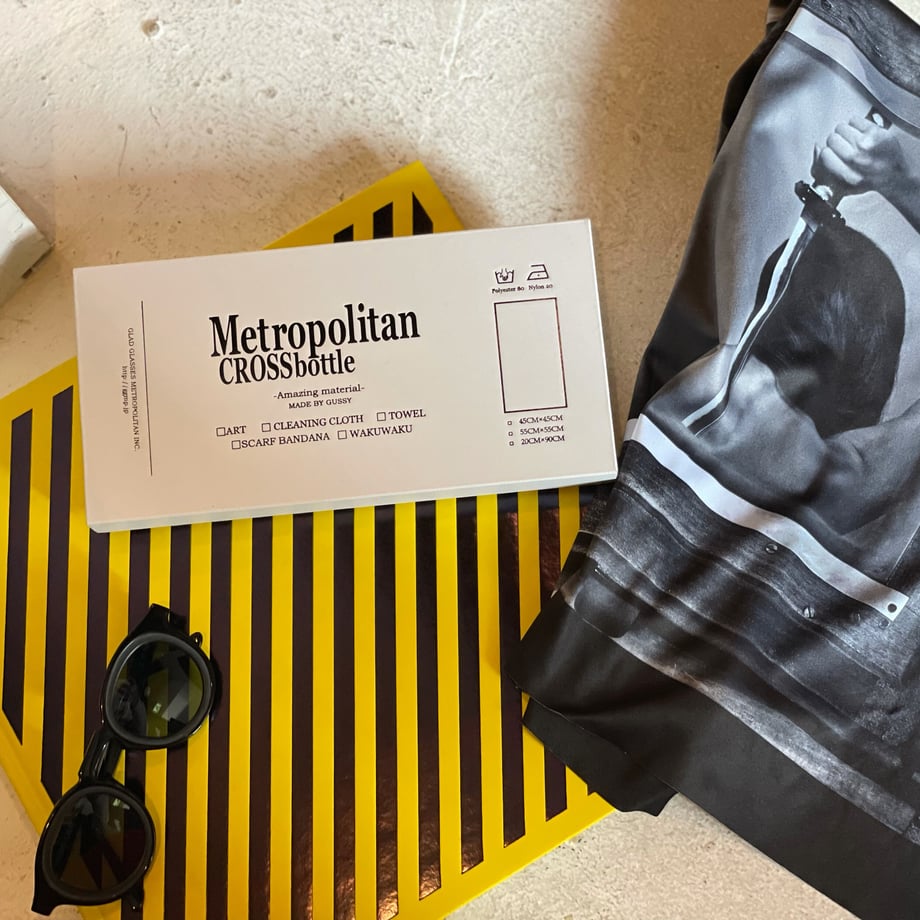 Metropolitan
CROSSbottle
-Amazing material-
MADE BY GUSSY
☐ART ☐ CLEANING CLOTH ☐ TOWEL
☐SCARF BANDANA ☐ WAKUWAKU
GLAD GLASSES METROPOLITAN INC.
Polyester 80 Nylon 20
☐ 45CM×45CM
☐ 55CM×55CM
☐ 20CM×90CM